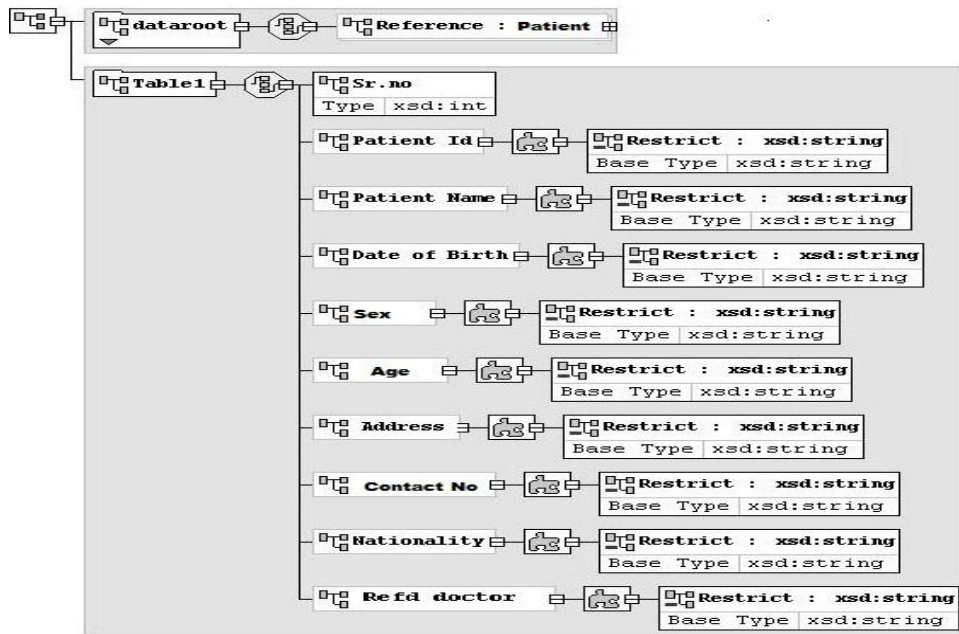 dataroot Reference : Patient
Table1 Sr.no
Type xsd:int
Patient Id Restrict : xsd:string
Base Type xsd:string
Patient Name Restrict : xsd:string
Base Type xsd:string
Date of Birth Restrict : xsd:string
Base Type xsd:string
Sex Restrict : xsd:string
Base Type xsd:string
Age Restrict : xsd:string
Base Type xsd:string
Address Restrict : xsd:string
Base Type xsd:string
Contact No Restrict : xsd:string
Base Type xsd:string
Nationality Restrict : xsd:string
Base Type xsd:string
Refd doctor Restrict : xsd:string
Base Type xsd:string